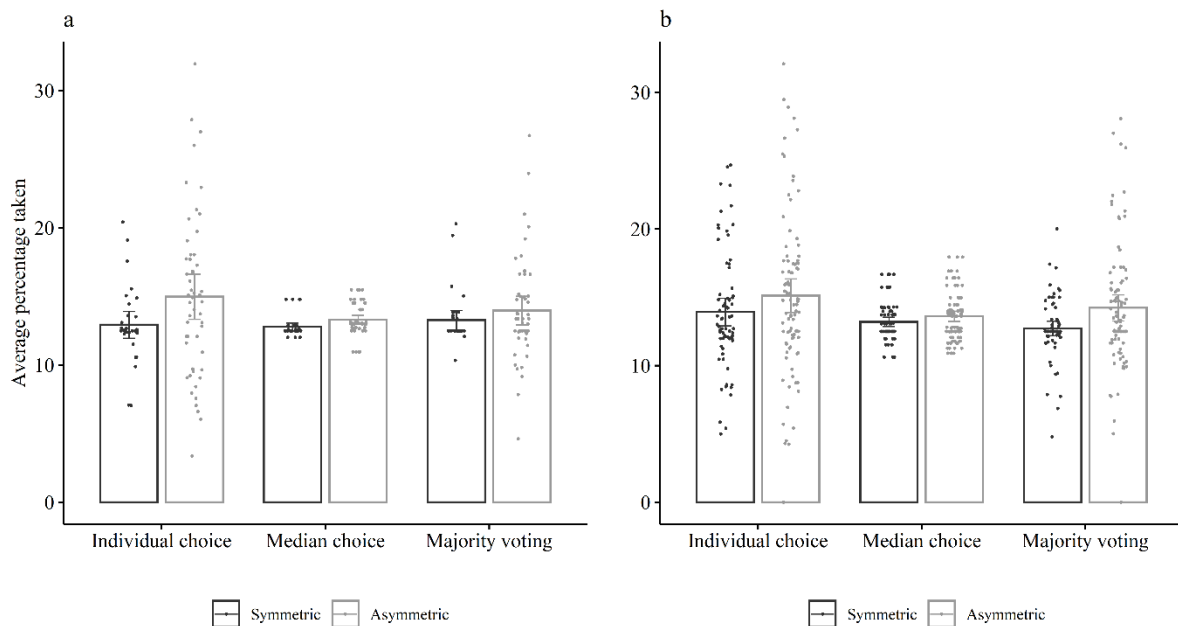 a
b
Average percentage taken
30
20
10
0
30
20
10
0
Individual choice
Median choice
Majority voting
Individual choice
Median choice
Majority voting
Symmetric
Asymmetric
Symmetric
Asymmetric